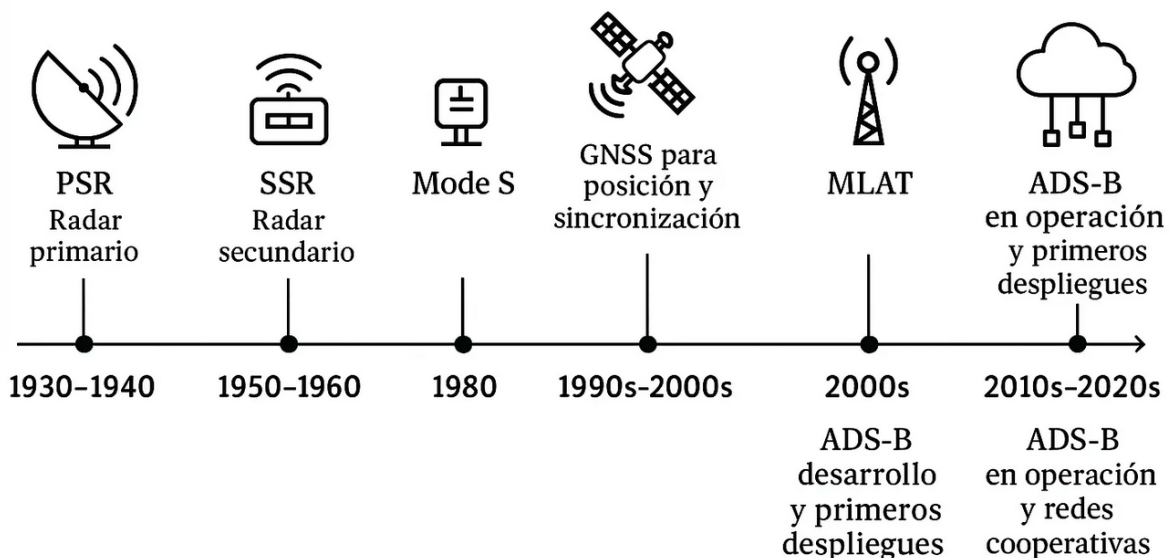 PSR
Radar
primario
SSR
Radar
secundario
Mode S
GNSS para
posición y
sincronización
MLAT
ADS-B
en operación
y primeros
despliegues
1930–1940
1950–1960
1980
1990s–2000s
2000s
2010s–2020s
ADS-B
desarrollo
y primeros
despliegues
ADS-B
en operación
y redes
cooperativas